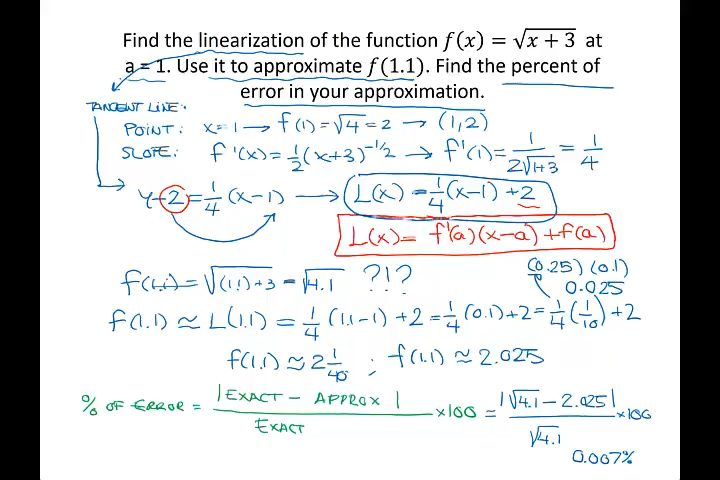 Find the linearization of the function f(x) = √(x + 3) at
a = 1. Use it to approximate f(1.1). Find the percent of
error in your approximation.
TANGENT LINE:
POINT: x=1 → f(1) = √4 = 2 → (1,2)
SLOPE: f'(x) = 1/2 (x+3)^(-1/2) → f'(1) = 1/(2√(1+3)) = 1/4
y-2 = 1/4 (x-1) → L(x) = 1/4 (x-1) + 2
L(x) = f'(a)(x-a) + f(a)
(0.25)(0.1)
0.025
f(1.1) = √((1.1)+3) = √4.1 ?!?
f(1.1) ≈ L(1.1) = 1/4 (1.1-1) + 2 = 1/4 (0.1) + 2 = 1/4 (1/10) + 2
f(1.1) ≈ 2 1/40 ; f(1.1) ≈ 2.025
% OF ERROR = |EXACT - APPROX|/EXACT ×100 = |√4.1 - 2.025|/√4.1 ×100
0.007%